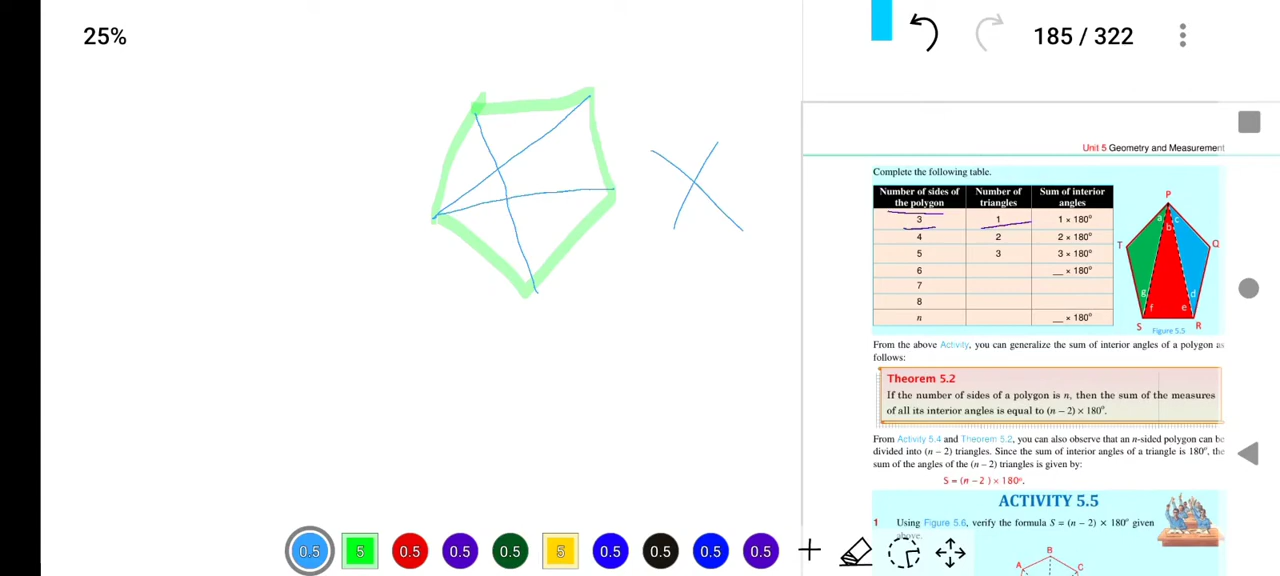 25%
185 / 322
Unit 5 Geometry and Measurement
Complete the following table.
Number of sides of the polygon Number of triangles Sum of interior angles
3 1 1 × 180°
4 2 2 × 180°
5 3 3 × 180°
6 __ × 180°
7
8
n __ × 180°
P
a c
b
T Q
g d
f e
S R
Figure 5.5
From the above Activity, you can generalize the sum of interior angles of a polygon as
follows:
Theorem 5.2
If the number of sides of a polygon is n, then the sum of the measures
of all its interior angles is equal to (n – 2) × 180°.
From Activity 5.4 and Theorem 5.2, you can also observe that an n-sided polygon can be
divided into (n – 2) triangles. Since the sum of interior angles of a triangle is 180°, the
sum of the angles of the (n – 2) triangles is given by:
S = (n – 2 ) × 180°.
ACTIVITY 5.5
1 Using Figure 5.6, verify the formula S = (n – 2) × 180° given
above.
B
A C
0.5 5 0.5 0.5 0.5 5 0.5 0.5 0.5 0.5